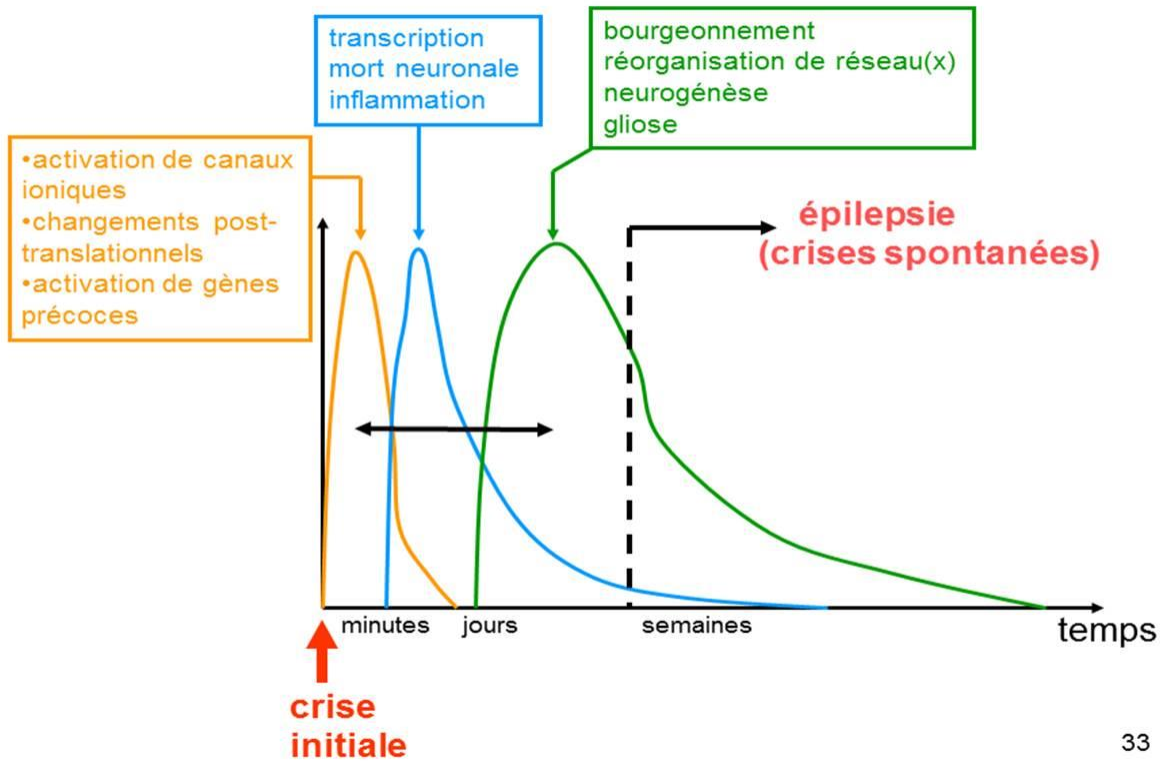 transcription
mort neuronale
inflammation
bourgeonnement
réorganisation de réseau(x)
neurogénèse
gliose
•activation de canaux
ioniques
•changements post-
translationnels
•activation de gènes
précoces
épilepsie
(crises spontanées)
minutes
jours
semaines
temps
crise
initiale
33